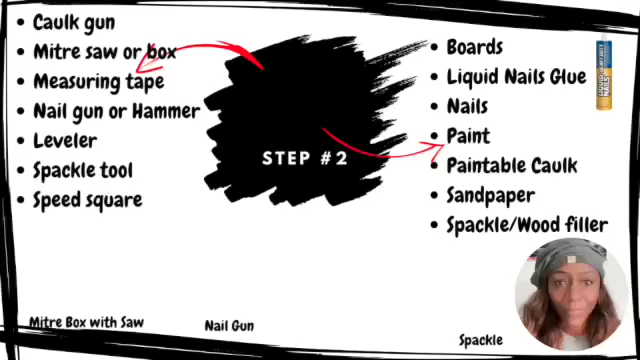 Caulk gun
Mitre saw or box
Measuring tape
Nail gun or Hammer
Leveler
Spackle tool
Speed square
STEP #2
Boards
Liquid Nails Glue
Nails
Paint
Paintable Caulk
Sandpaper
Spackle/Wood filler
LIQUID NAILS
Mitre Box with Saw
Nail Gun
Spackle